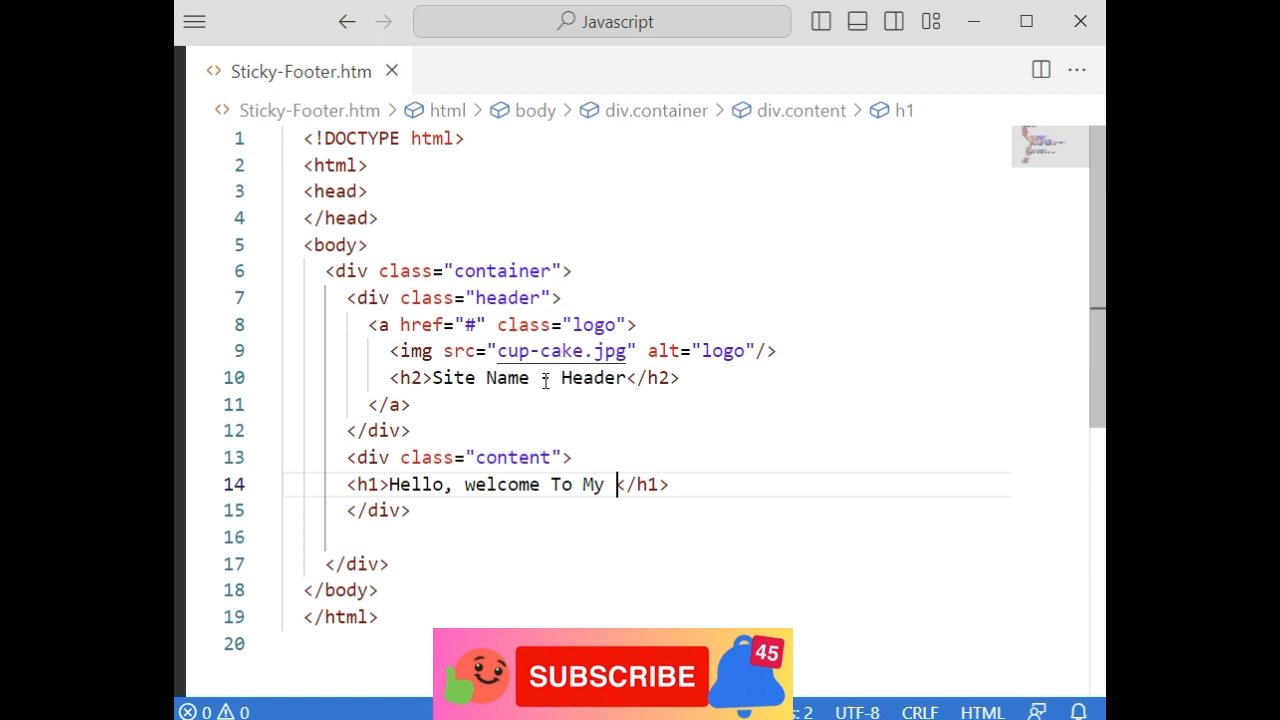 Javascript
Sticky-Footer.htm
Sticky-Footer.htm > html > body > div.container > div.content > h1
1 <!DOCTYPE html>
2 <html>
3 <head>
4 </head>
5 <body>
6 <div class="container">
7 <div class="header">
8 <a href="#" class="logo">
9 <img src="cup-cake.jpg" alt="logo"/>
10 <h2>Site Name - Header</h2>
11 </a>
12 </div>
13 <div class="content">
14 <h1>Hello, welcome To My </h1>
15 </div>
16
17 </div>
18 </body>
19 </html>
20
45
SUBSCRIBE
0 0 : 2 UTF-8 CRLF HTML